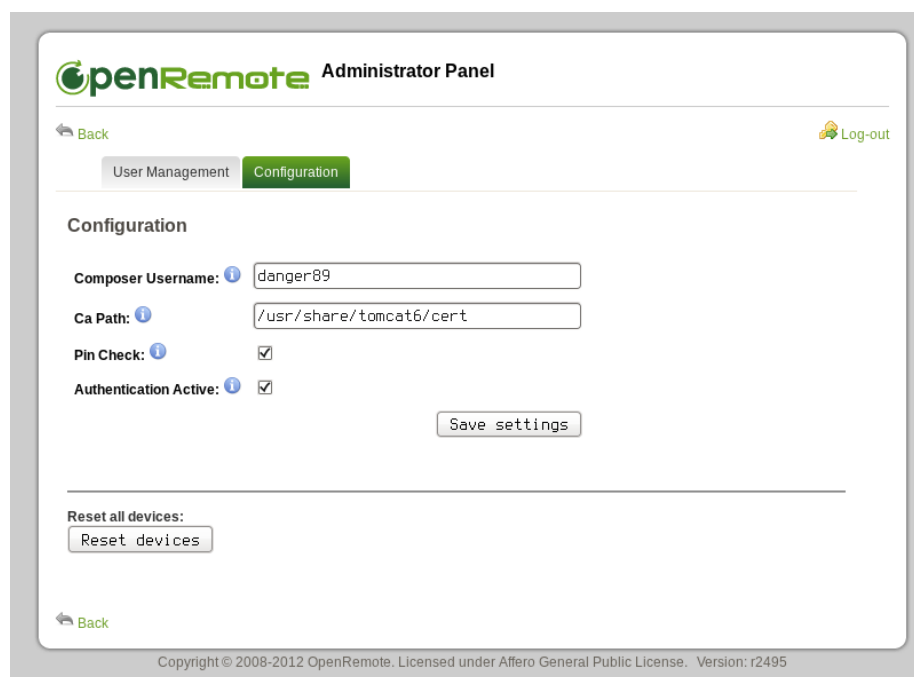 OpenRemote Administrator Panel
Back Log-out
User Management Configuration
Configuration
Composer Username: danger89
Ca Path: /usr/share/tomcat6/cert
Pin Check:
Authentication Active:
Save settings
Reset all devices:
Reset devices
Back
Copyright © 2008-2012 OpenRemote. Licensed under Affero General Public License. Version: r2495